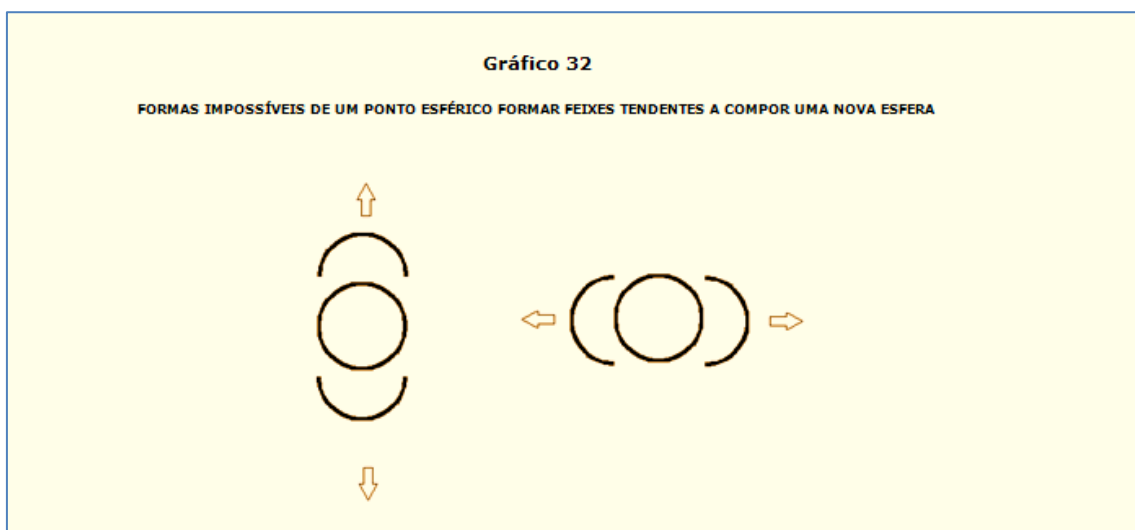 Gráfico 32
FORMAS IMPOSSÍVEIS DE UM PONTO ESFÉRICO FORMAR FEIXES TENDENTES A COMPOR UMA NOVA ESFERA